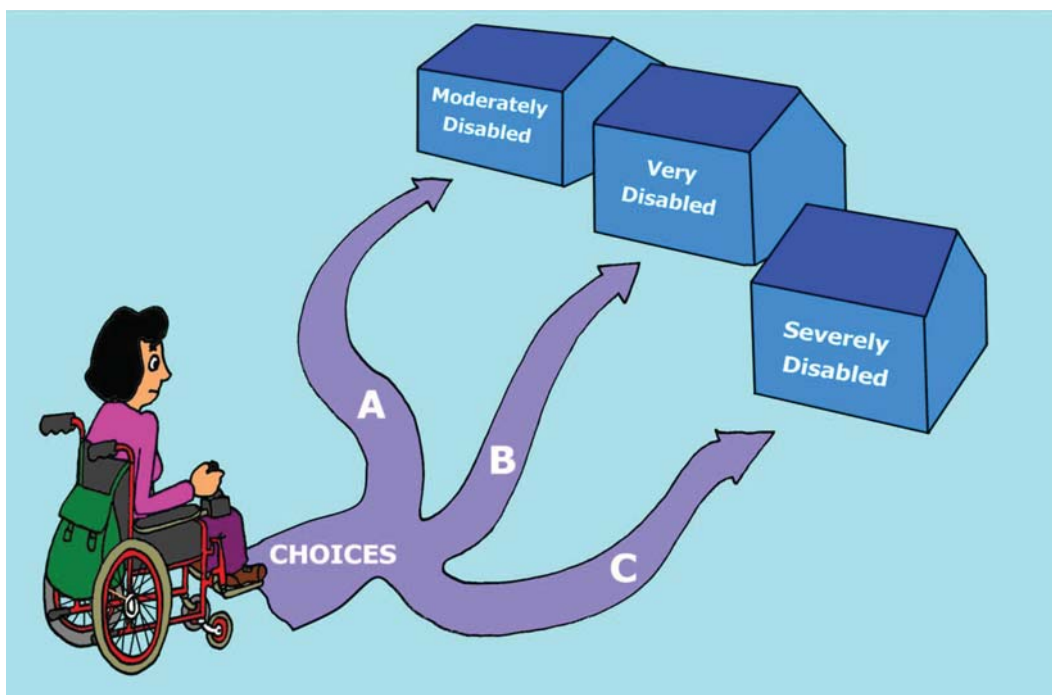 Moderately
Disabled
Very
Disabled
Severely
Disabled
A
B
C
CHOICES